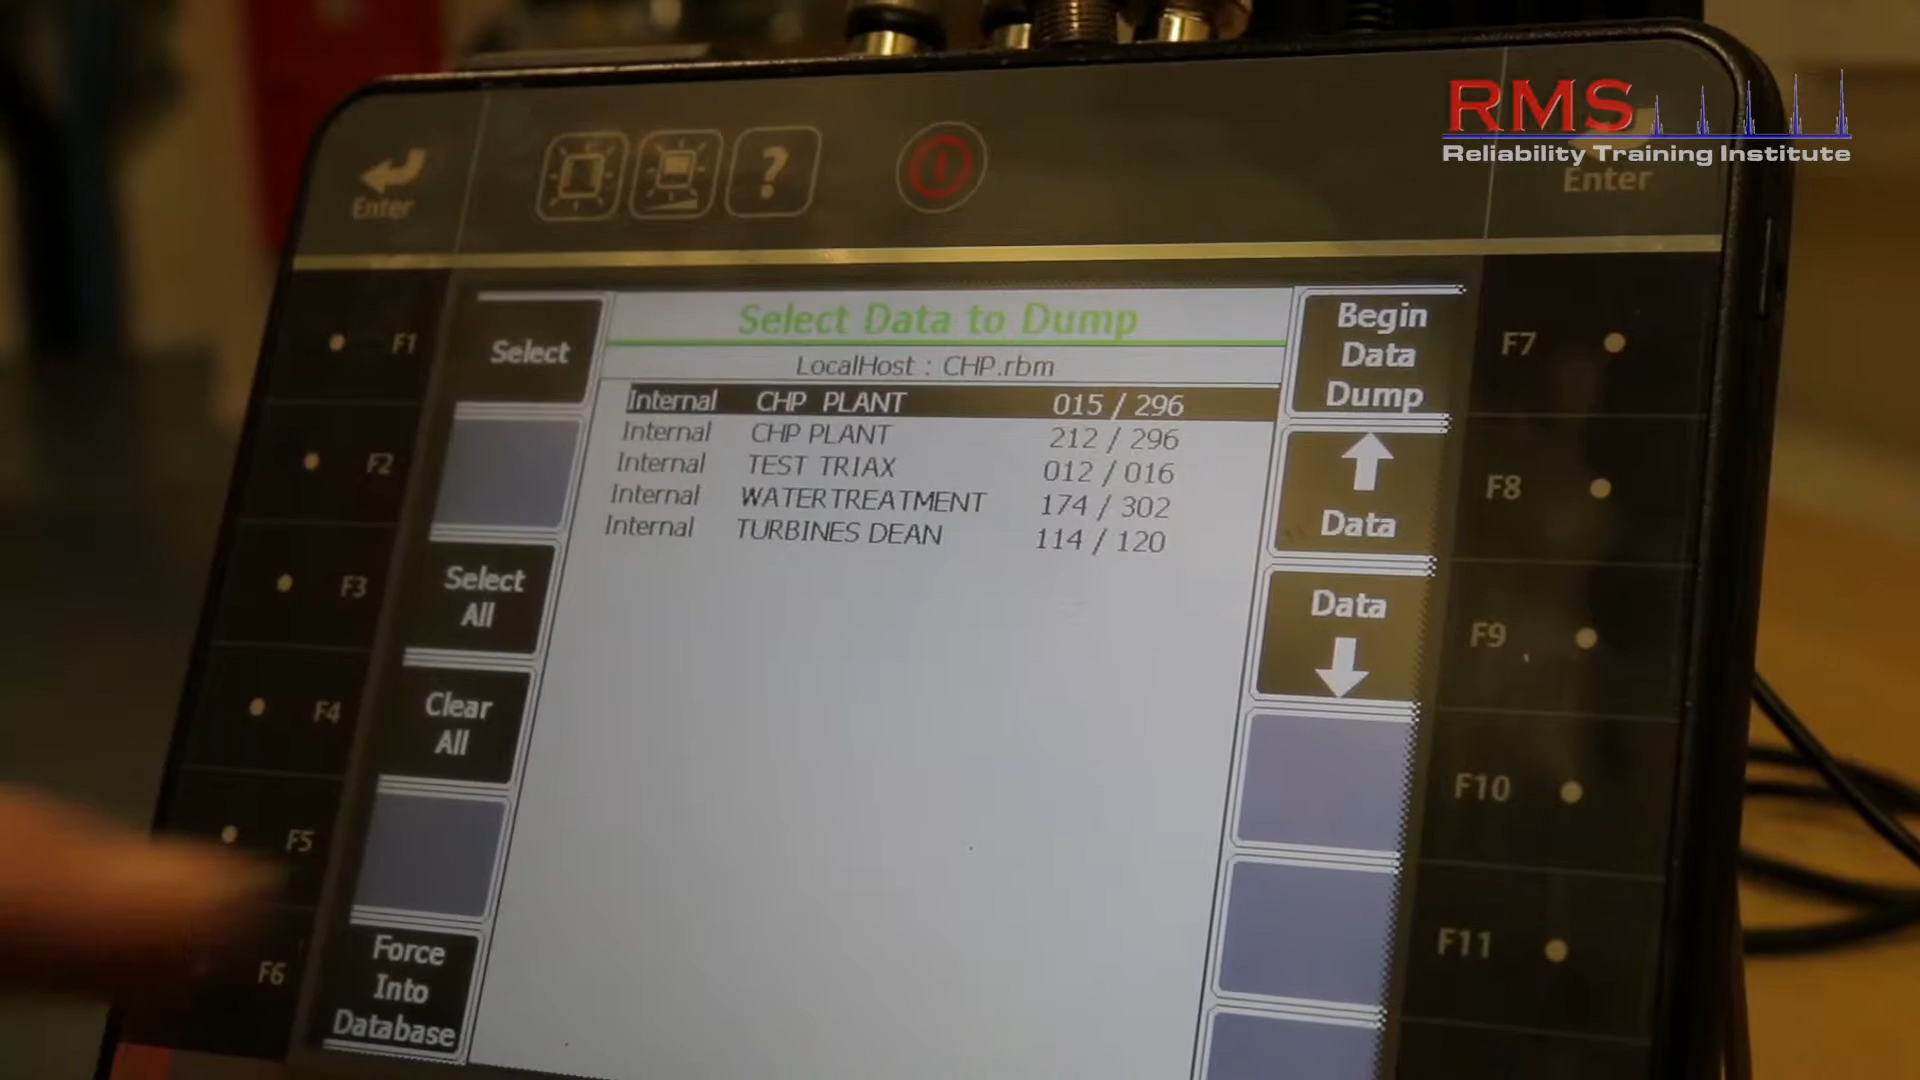 RMS
Reliability Training Institute
Enter
?
Enter
Select Data to Dump
LocalHost : CHP.rbm
Internal CHP PLANT 015 / 296
Internal CHP PLANT 212 / 296
Internal TEST TRIAX 012 / 016
Internal WATERTREATMENT 174 / 302
Internal TURBINES DEAN 114 / 120
F1
Select
F2
F3
Select
All
F4
Clear
All
F5
F6
Force
Into
Database
Begin
Data
Dump
F7
Data
F8
Data
F9
F10
F11